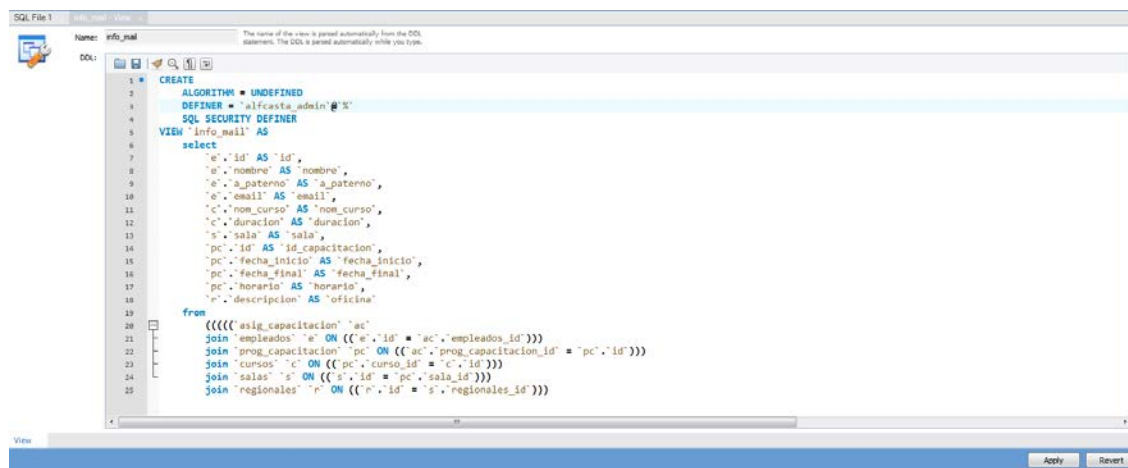 SQL File 1 info_mail - View ×
Name: info_mail The name of the view is parsed automatically from the DDL
statement. The DDL is parsed automatically while you type.
DDL:
1 CREATE
2 ALGORITHM = UNDEFINED
3 DEFINER = `alfcasta_admin`@`%`
4 SQL SECURITY DEFINER
5 VIEW `info_mail` AS
6 select
7 `e`.`id` AS `id`,
8 `e`.`nombre` AS `nombre`,
9 `e`.`a_paterno` AS `a_paterno`,
10 `e`.`email` AS `email`,
11 `c`.`nom_curso` AS `nom_curso`,
12 `c`.`duracion` AS `duracion`,
13 `s`.`sala` AS `sala`,
14 `pc`.`id` AS `id_capacitacion`,
15 `pc`.`fecha_inicio` AS `fecha_inicio`,
16 `pc`.`fecha_final` AS `fecha_final`,
17 `pc`.`horario` AS `horario`,
18 `r`.`descripcion` AS `oficina`
19 from
20 (((((`asig_capacitacion` `ac`
21 join `empleados` `e` ON ((`e`.`id` = `ac`.`empleados_id`)))
22 join `prog_capacitacion` `pc` ON ((`ac`.`prog_capacitacion_id` = `pc`.`id`)))
23 join `cursos` `c` ON ((`pc`.`curso_id` = `c`.`id`)))
24 join `salas` `s` ON ((`s`.`id` = `pc`.`sala_id`)))
25 join `regionales` `r` ON ((`r`.`id` = `s`.`regionales_id`)))
View
Apply Revert